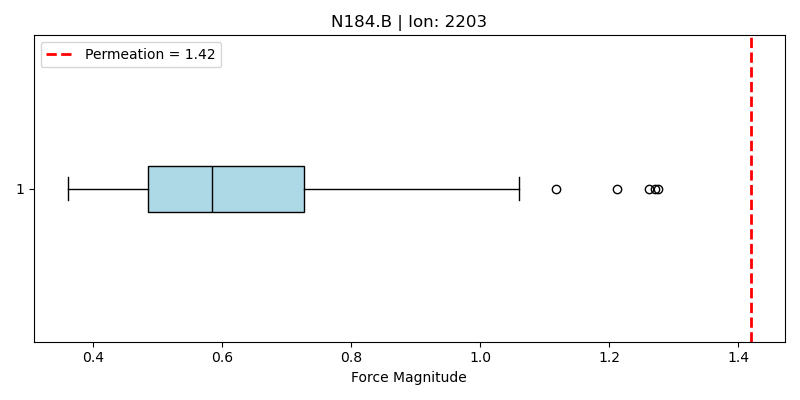 N184.B | Ion: 2203
Permeation = 1.42
1
0.4 0.6 0.8 1.0 1.2 1.4
Force Magnitude